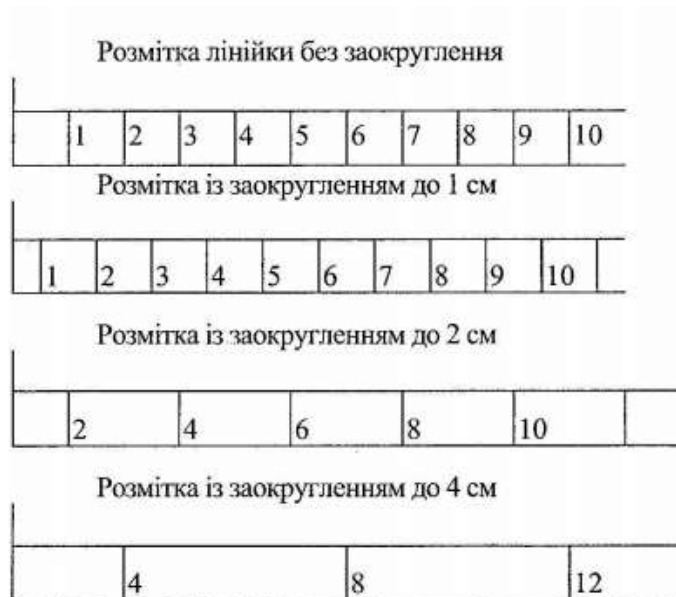 Розмітка лінійки без заокруглення
1 2 3 4 5 6 7 8 9 10
Розмітка із заокругленням до 1 см
1 2 3 4 5 6 7 8 9 10
Розмітка із заокругленням до 2 см
2 4 6 8 10
Розмітка із заокругленням до 4 см
4 8 12